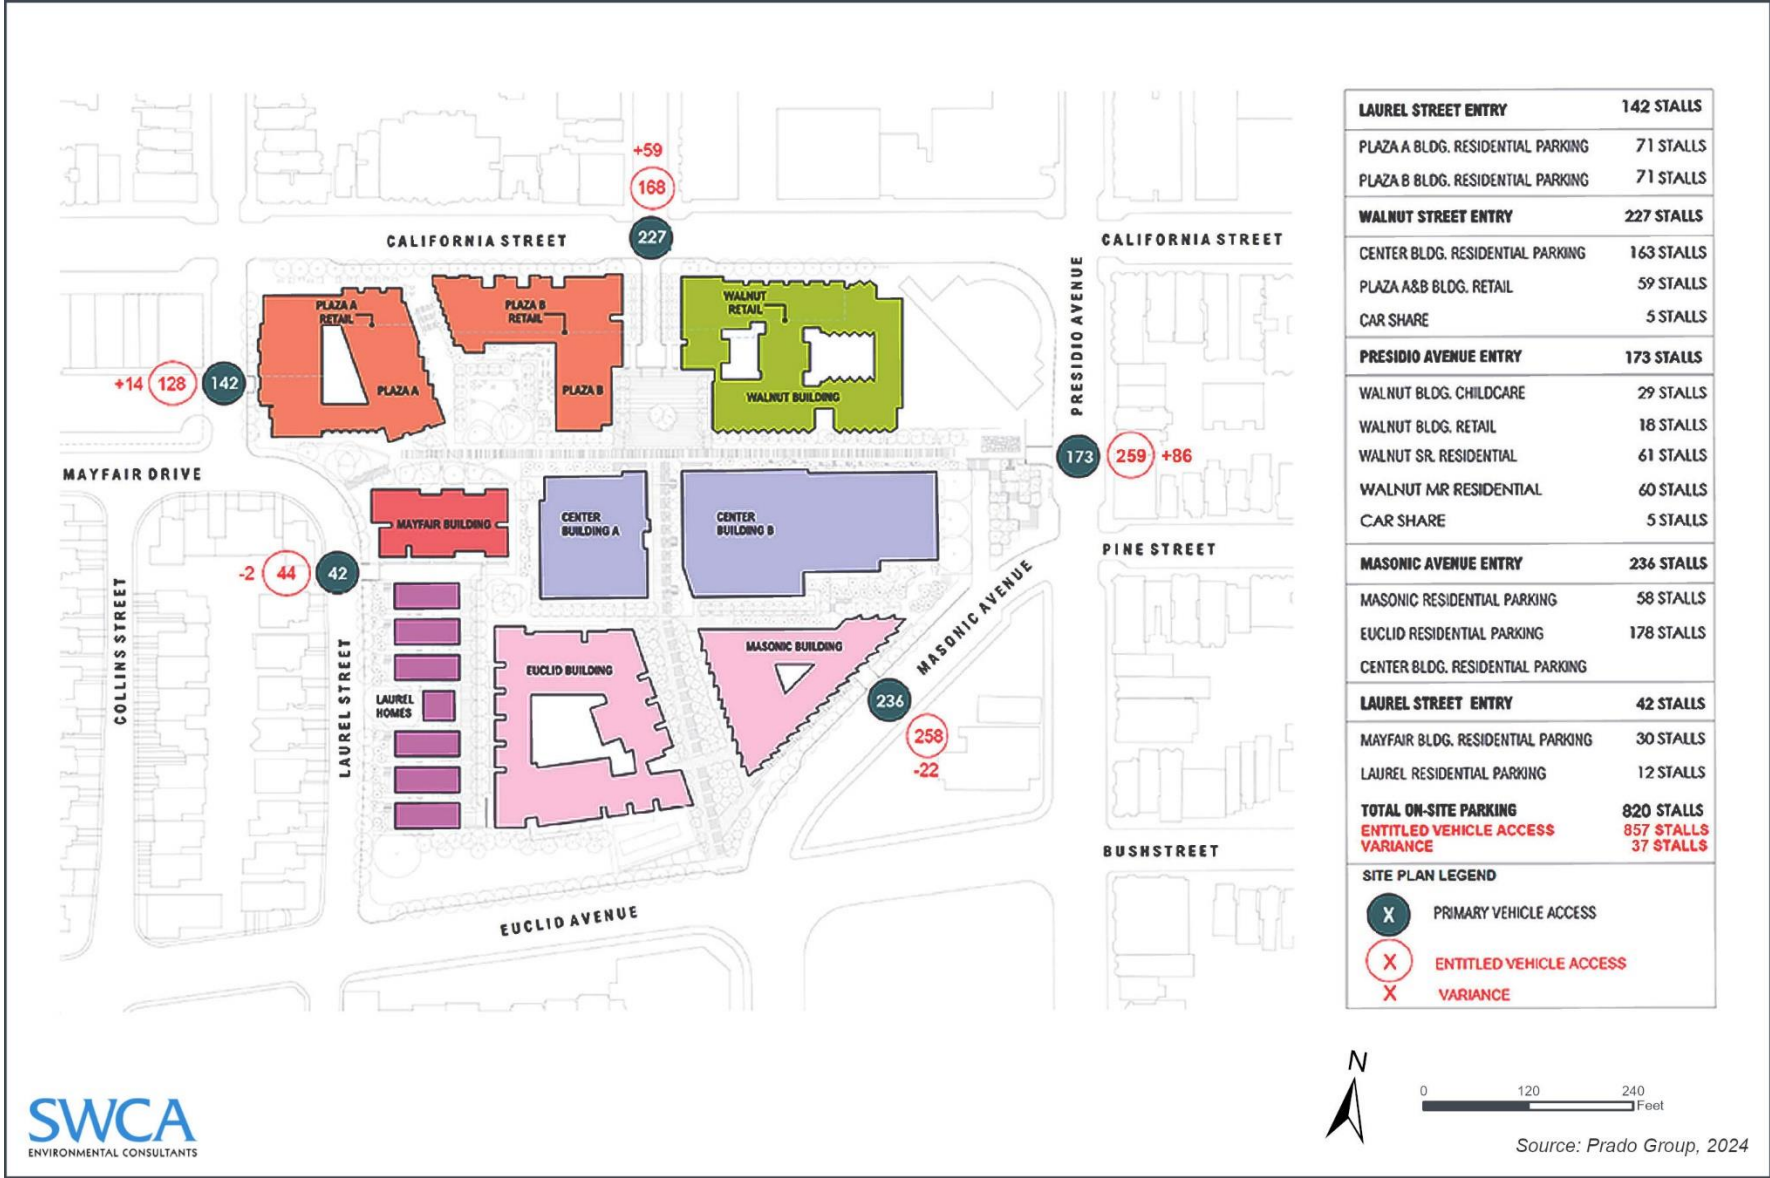 +59
168
CALIFORNIA STREET
227
CALIFORNIA STREET
PLAZA A
RETAIL
PLAZA B
RETAIL
WALNUT
RETAIL
PRESIDIO AVENUE
+14 128 142
PLAZA A
PLAZA B
WALNUT BUILDING
MAYFAIR DRIVE
173 259 +86
MAYFAIR BUILDING
CENTER
BUILDING A
CENTER
BUILDING B
PINE STREET
-2 44 42
COLLINS STREET
LAUREL STREET
MASONIC AVENUE
EUCLID BUILDING
MASONIC BUILDING
LAUREL
HOMES
236
258
-22
BUSHSTREET
EUCLID AVENUE
LAUREL STREET ENTRY 142 STALLS
PLAZA A BLDG. RESIDENTIAL PARKING 71 STALLS
PLAZA B BLDG. RESIDENTIAL PARKING 71 STALLS
WALNUT STREET ENTRY 227 STALLS
CENTER BLDG. RESIDENTIAL PARKING 163 STALLS
PLAZA A&B BLDG. RETAIL 59 STALLS
CAR SHARE 5 STALLS
PRESIDIO AVENUE ENTRY 173 STALLS
WALNUT BLDG. CHILDCARE 29 STALLS
WALNUT BLDG. RETAIL 18 STALLS
WALNUT SR. RESIDENTIAL 61 STALLS
WALNUT MR RESIDENTIAL 60 STALLS
CAR SHARE 5 STALLS
MASONIC AVENUE ENTRY 236 STALLS
MASONIC RESIDENTIAL PARKING 58 STALLS
EUCLID RESIDENTIAL PARKING 178 STALLS
CENTER BLDG. RESIDENTIAL PARKING
LAUREL STREET ENTRY 42 STALLS
MAYFAIR BLDG. RESIDENTIAL PARKING 30 STALLS
LAUREL RESIDENTIAL PARKING 12 STALLS
TOTAL ON-SITE PARKING 820 STALLS
ENTITLED VEHICLE ACCESS 857 STALLS
VARIANCE 37 STALLS
SITE PLAN LEGEND
X PRIMARY VEHICLE ACCESS
X ENTITLED VEHICLE ACCESS
X VARIANCE
N
0 120 240
Feet
SWCA
ENVIRONMENTAL CONSULTANTS
Source: Prado Group, 2024